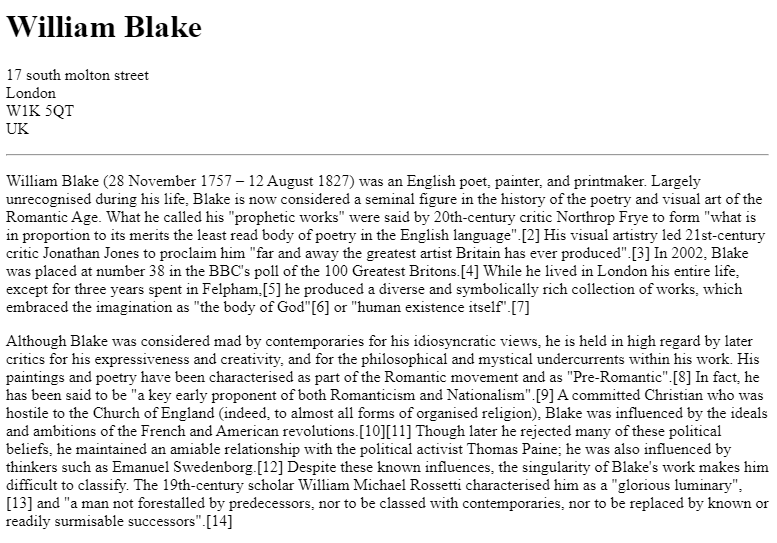 William Blake
17 south molton street
London
W1K 5QT
UK
William Blake (28 November 1757 – 12 August 1827) was an English poet, painter, and printmaker. Largely
unrecognised during his life, Blake is now considered a seminal figure in the history of the poetry and visual art of the
Romantic Age. What he called his "prophetic works" were said by 20th-century critic Northrop Frye to form "what is
in proportion to its merits the least read body of poetry in the English language".[2] His visual artistry led 21st-century
critic Jonathan Jones to proclaim him "far and away the greatest artist Britain has ever produced".[3] In 2002, Blake
was placed at number 38 in the BBC's poll of the 100 Greatest Britons.[4] While he lived in London his entire life,
except for three years spent in Felpham,[5] he produced a diverse and symbolically rich collection of works, which
embraced the imagination as "the body of God"[6] or "human existence itself".[7]
Although Blake was considered mad by contemporaries for his idiosyncratic views, he is held in high regard by later
critics for his expressiveness and creativity, and for the philosophical and mystical undercurrents within his work. His
paintings and poetry have been characterised as part of the Romantic movement and as "Pre-Romantic".[8] In fact, he
has been said to be "a key early proponent of both Romanticism and Nationalism".[9] A committed Christian who was
hostile to the Church of England (indeed, to almost all forms of organised religion), Blake was influenced by the ideals
and ambitions of the French and American revolutions.[10][11] Though later he rejected many of these political
beliefs, he maintained an amiable relationship with the political activist Thomas Paine; he was also influenced by
thinkers such as Emanuel Swedenborg.[12] Despite these known influences, the singularity of Blake's work makes him
difficult to classify. The 19th-century scholar William Michael Rossetti characterised him as a "glorious luminary",
[13] and "a man not forestalled by predecessors, nor to be classed with contemporaries, nor to be replaced by known or
readily surmisable successors".[14]